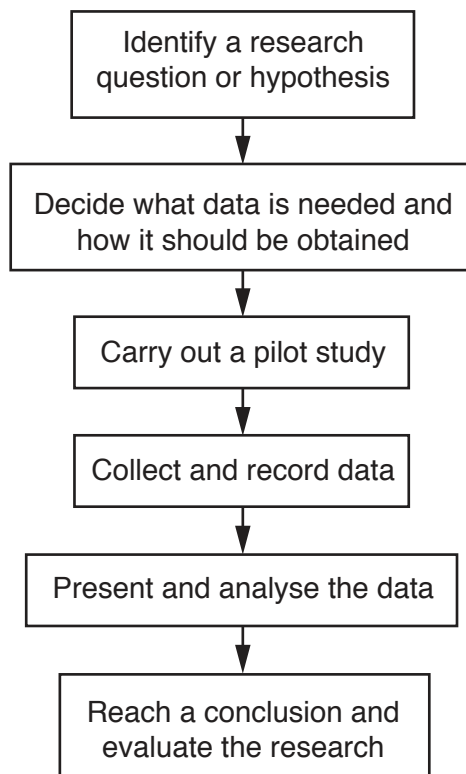 Identify a research
question or hypothesis
Decide what data is needed and
how it should be obtained
Carry out a pilot study
Collect and record data
Present and analyse the data
Reach a conclusion and
evaluate the research